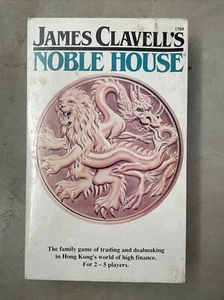 1104
JAMES CLAVELL'S
NOBLE HOUSE
The family game of trading and dealmaking
in Hong Kong's world of high finance.
For 2 – 5 players.